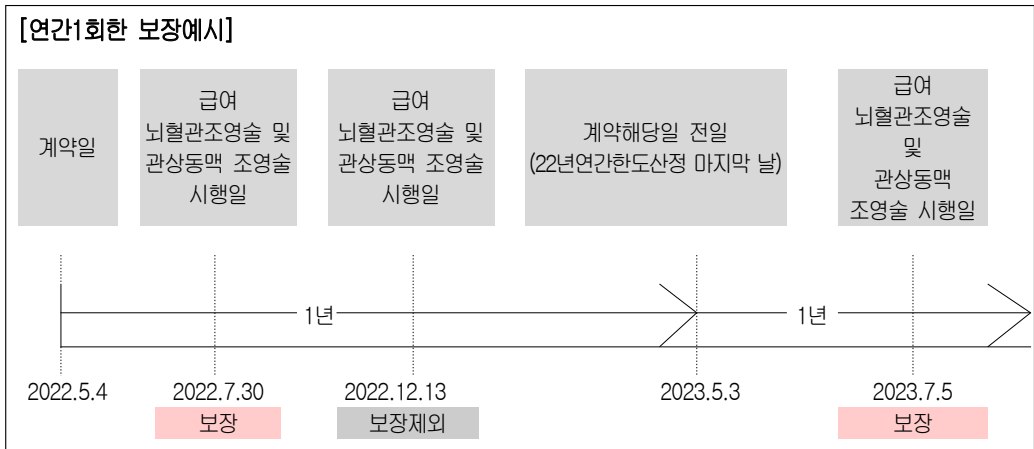 [연간1회한 보장예시]
계약일
급여
뇌혈관조영술 및
관상동맥 조영술
시행일
급여
뇌혈관조영술 및
관상동맥 조영술
시행일
계약해당일 전일
(22년연간한도산정 마지막 날)
급여
뇌혈관조영술
및
관상동맥
조영술 시행일
1년
1년
2022.5.4
2022.7.30
2022.12.13
2023.5.3
2023.7.5
보장
보장제외
보장